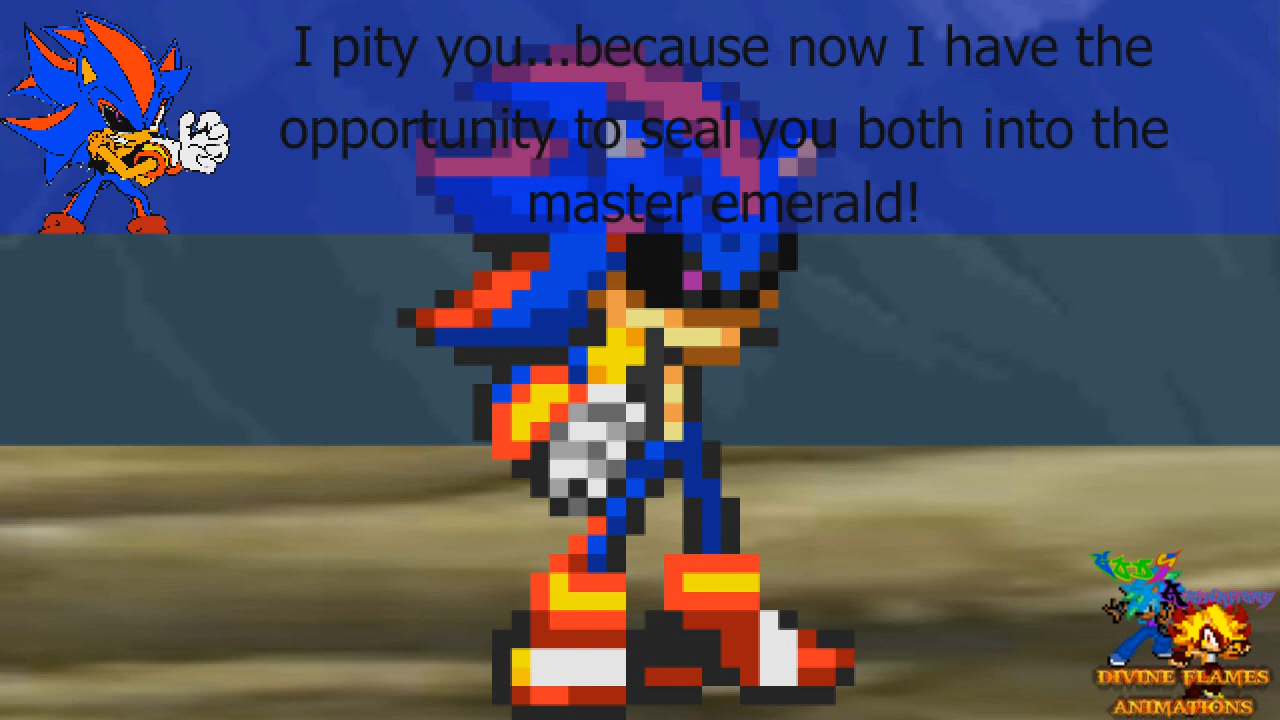 I pity you...because now I have the
opportunity to seal you both into the
master emerald!
DIVINE FLAMES
ANIMATIONS